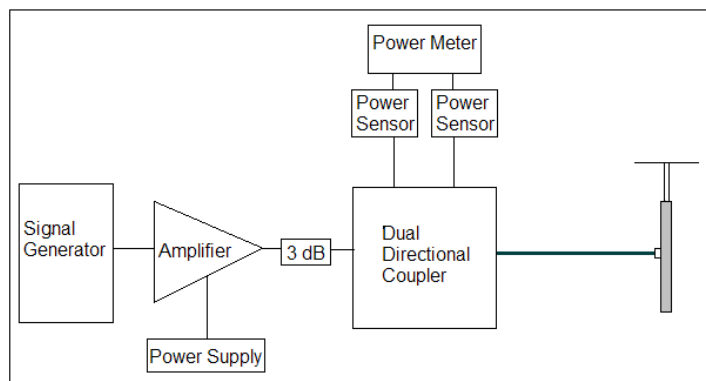 Power Meter
Power
Sensor
Power
Sensor
Signal
Generator
Amplifier
3 dB
Dual
Directional
Coupler
Power Supply